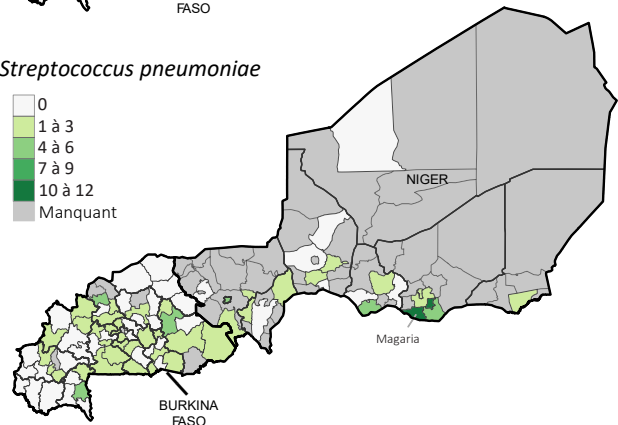 FASO
Streptococcus pneumoniae
0
1 à 3
4 à 6
7 à 9
10 à 12
Manquant
NIGER
Magaria
BURKINA
FASO